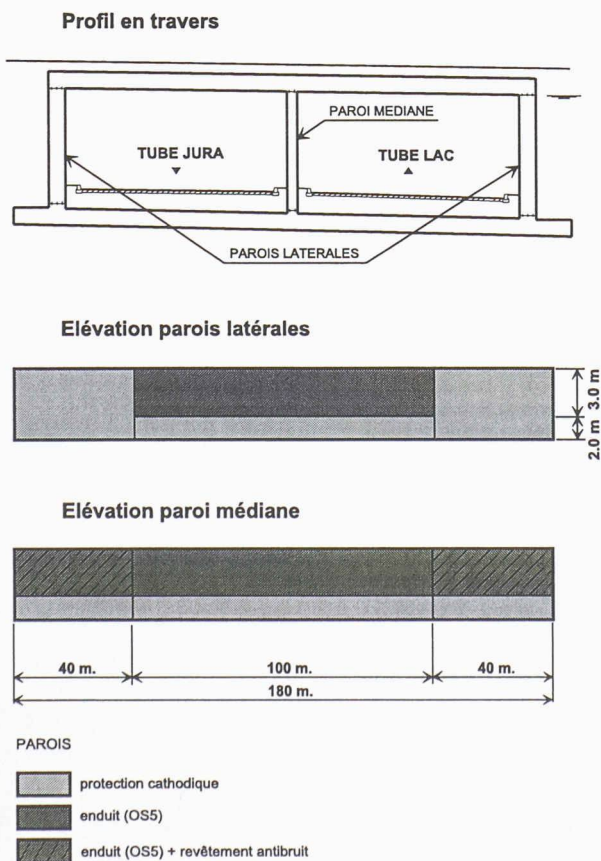 Profil en travers
PAROI MEDIANE
TUBE JURA
TUBE LAC
PAROIS LATERALES
Elévation parois latérales
3.0 m
2.0 m
Elévation paroi médiane
40 m.
100 m.
40 m.
180 m.
PAROIS
protection cathodique
enduit (OS5)
enduit (OS5) + revêtement antibruit